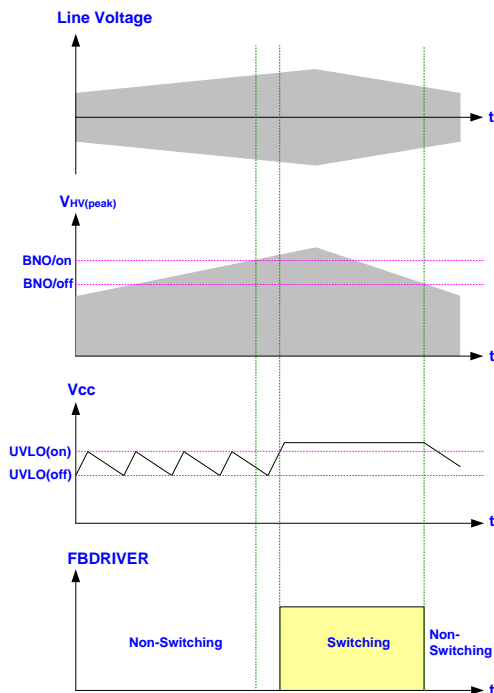 Line Voltage
t
VHV(peak)
BNO/on
BNO/off
t
Vcc
UVLO(on)
UVLO(off)
t
FBDRIVER
Non-Switching
Switching
Non-
Switching
t